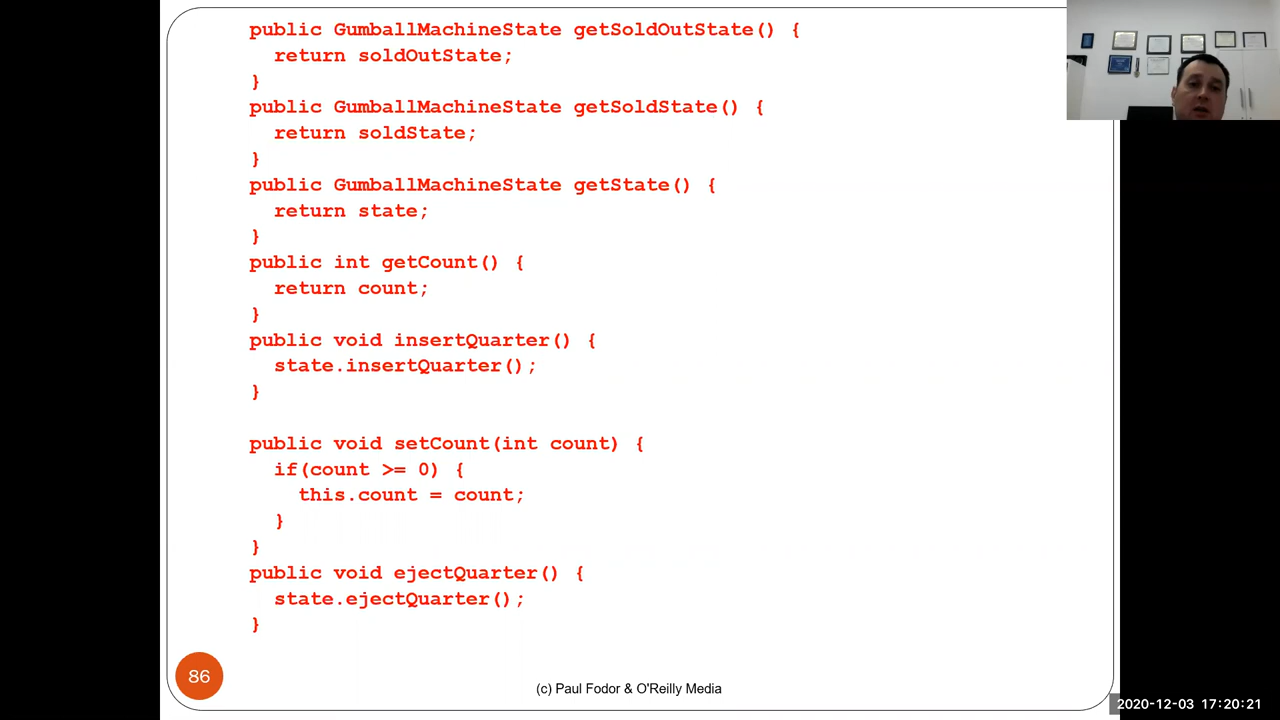 public GumballMachineState getSoldOutState() {
return soldOutState;
}
public GumballMachineState getSoldState() {
return soldState;
}
public GumballMachineState getState() {
return state;
}
public int getCount() {
return count;
}
public void insertQuarter() {
state.insertQuarter();
}
public void setCount(int count) {
if(count >= 0) {
this.count = count;
}
}
public void ejectQuarter() {
state.ejectQuarter();
}
86
(c) Paul Fodor & O'Reilly Media
2020-12-03 17:20:21